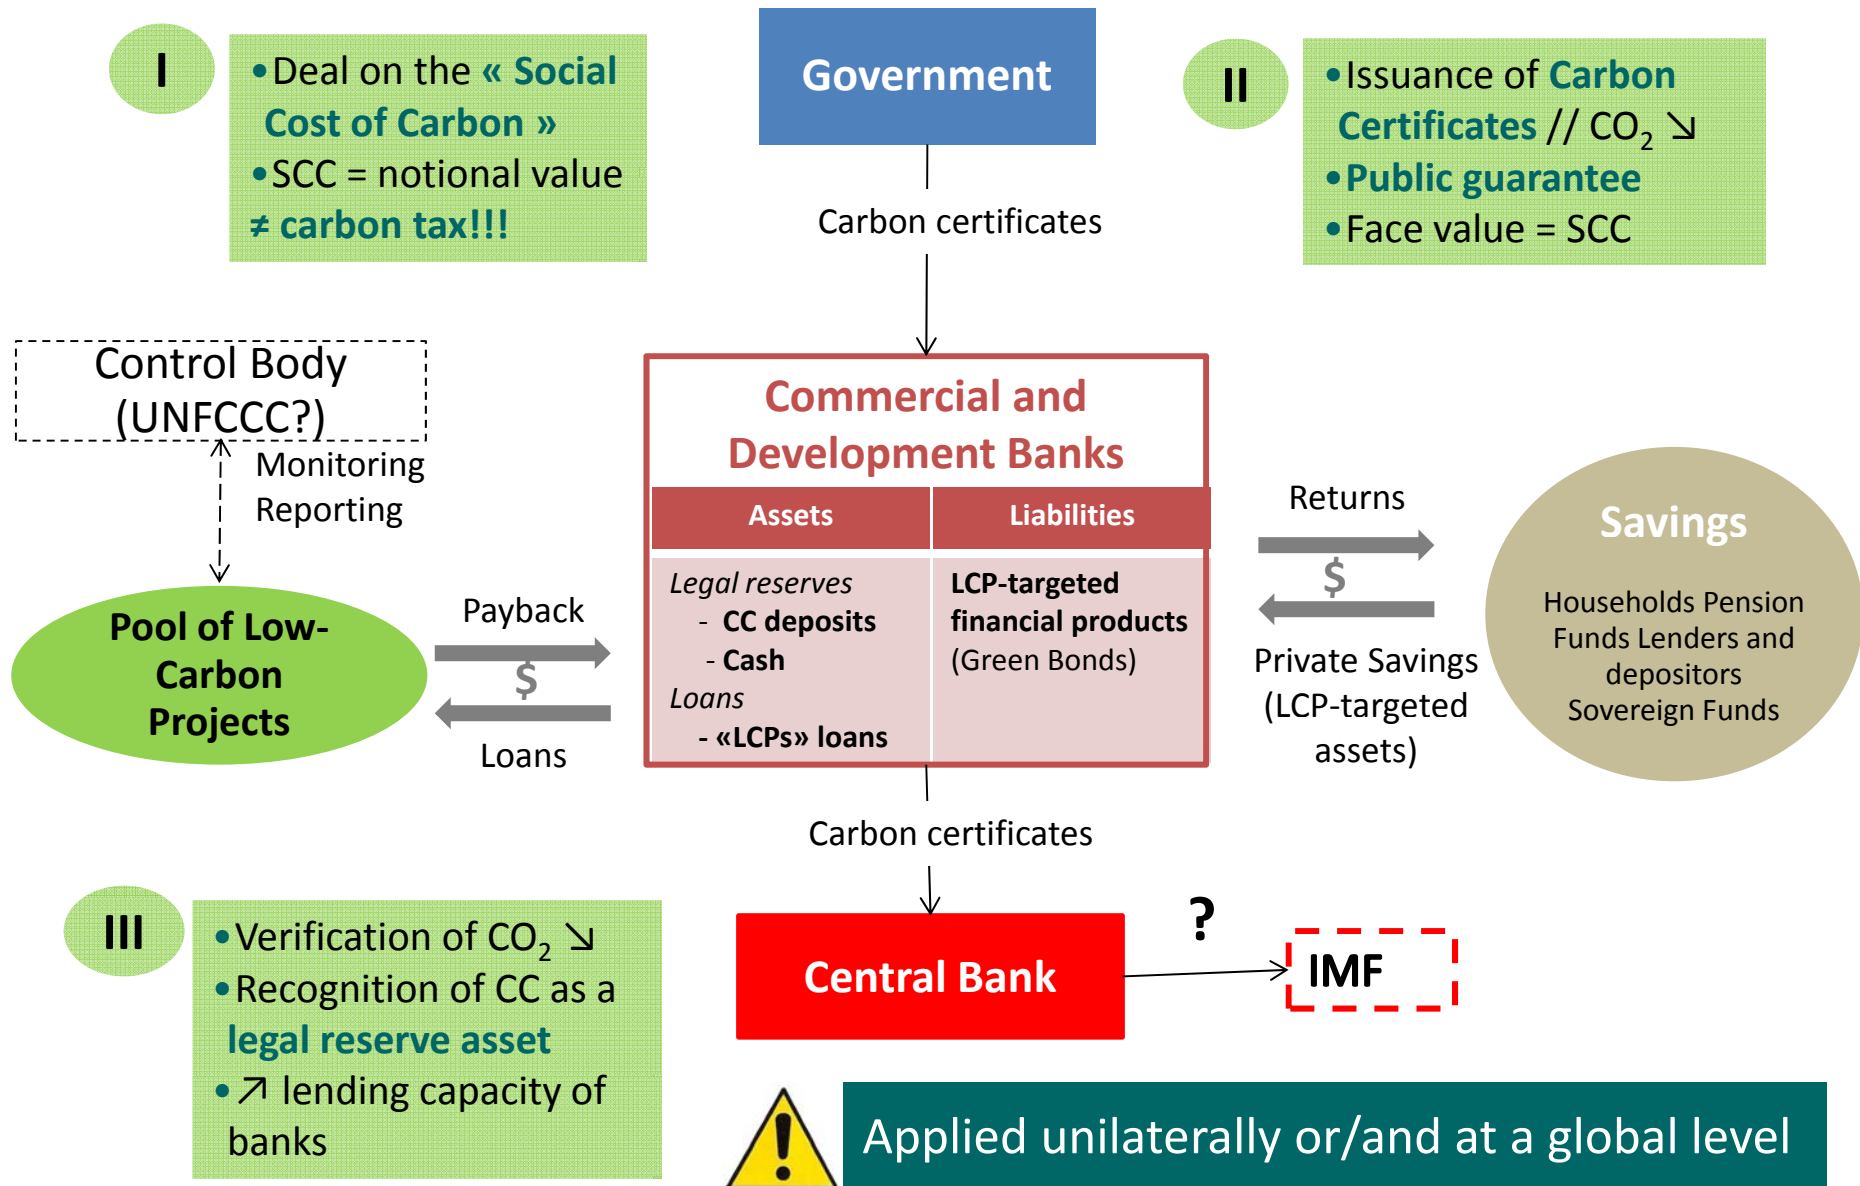 I
•Deal on the « Social
Cost of Carbon »
•SCC = notional value
≠ carbon tax!!!
Government
II
•Issuance of Carbon
Certificates // CO₂ ↘
•Public guarantee
•Face value = SCC
Carbon certificates
Control Body
(UNFCCC?)
Monitoring
Reporting
Commercial and
Development Banks
Assets
Liabilities
Legal reserves
- CC deposits
- Cash
Loans
- «LCPs» loans
LCP-targeted
financial products
(Green Bonds)
Pool of Low-
Carbon
Projects
Payback
$
Loans
Returns
$
Private Savings
(LCP-targeted
assets)
Savings
Households Pension
Funds Lenders and
depositors
Sovereign Funds
Carbon certificates
III
•Verification of CO₂ ↘
•Recognition of CC as a
legal reserve asset
•↗ lending capacity of
banks
Central Bank
?
IMF
!
Applied unilaterally or/and at a global level